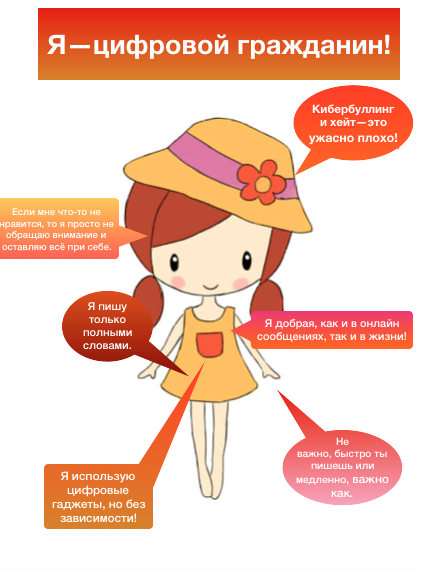 Я—цифровой гражданин!
Кибербуллинг
и хейт—это
ужасно плохо!
Если мне что-то не
нравится, то я просто не
обращаю внимание и
оставляю всё при себе.
Я пишу
только
полными
словами.
Я добрая, как и в онлайн
сообщениях, так и в жизни!
Не
важно, быстро ты
пишешь или
медленно, важно
как.
Я использую
цифровые
гаджеты, но без
зависимости!